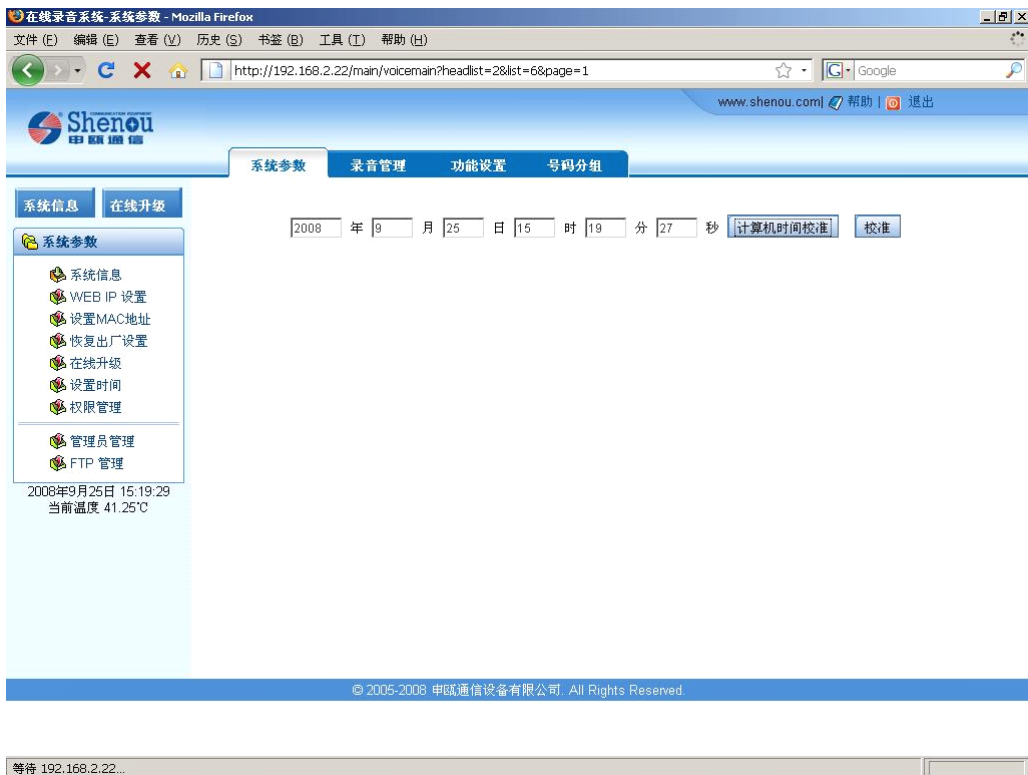 在线录音系统-系统参数 - Mozilla Firefox
文件 (F) 编辑 (E) 查看 (V) 历史 (S) 书签 (B) 工具 (T) 帮助 (H)
http://192.168.2.22/main/voicemain?headlist=2&list=6&page=1
Google
www.shenou.com| 帮助 | 退出
Shenou
申瓯通信
系统参数 录音管理 功能设置 号码分组
系统信息 在线升级
2008 年 9 月 25 日 15 时 19 分 27 秒 计算机时间校准 校准
系统参数
系统信息
WEB IP 设置
设置MAC地址
恢复出厂设置
在线升级
设置时间
权限管理
管理员管理
FTP 管理
2008年9月25日 15:19:29
当前温度 41.25℃
© 2005-2008 申瓯通信设备有限公司. All Rights Reserved.
等待 192.168.2.22...